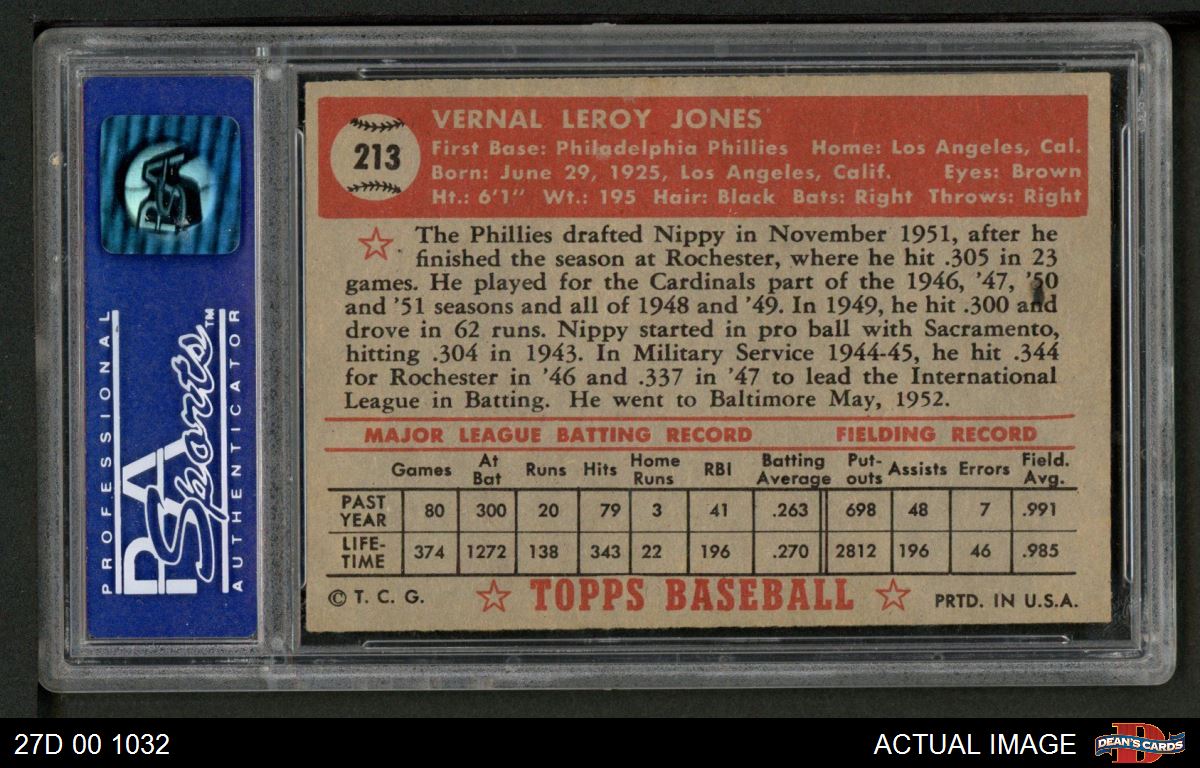 PSA
PROFESSIONAL
PSA Sports™
AUTHENTICATOR
213
VERNAL LEROY JONES
First Base: Philadelphia Phillies Home: Los Angeles, Cal.
Born: June 29, 1925, Los Angeles, Calif. Eyes: Brown
Ht.: 6'1" Wt.: 195 Hair: Black Bats: Right Throws: Right
The Phillies drafted Nippy in November 1951, after he
finished the season at Rochester, where he hit .305 in 23
games. He played for the Cardinals part of the 1946, '47, '50
and '51 seasons and all of 1948 and '49. In 1949, he hit .300 and
drove in 62 runs. Nippy started in pro ball with Sacramento,
hitting .304 in 1943. In Military Service 1944-45, he hit .344
for Rochester in '46 and .337 in '47 to lead the International
League in Batting. He went to Baltimore May, 1952.
MAJOR LEAGUE BATTING RECORD FIELDING RECORD
Games At Bat Runs Hits Home Runs RBI Batting Average Put-outs Assists Errors Field. Avg.
PAST YEAR 80 300 20 79 3 41 .263 698 48 7 .991
LIFE-TIME 374 1272 138 343 22 196 .270 2812 196 46 .985
© T. C. G. TOPPS BASEBALL PRTD. IN U.S.A.
27D 00 1032
ACTUAL IMAGE
D
DEAN'S CARDS